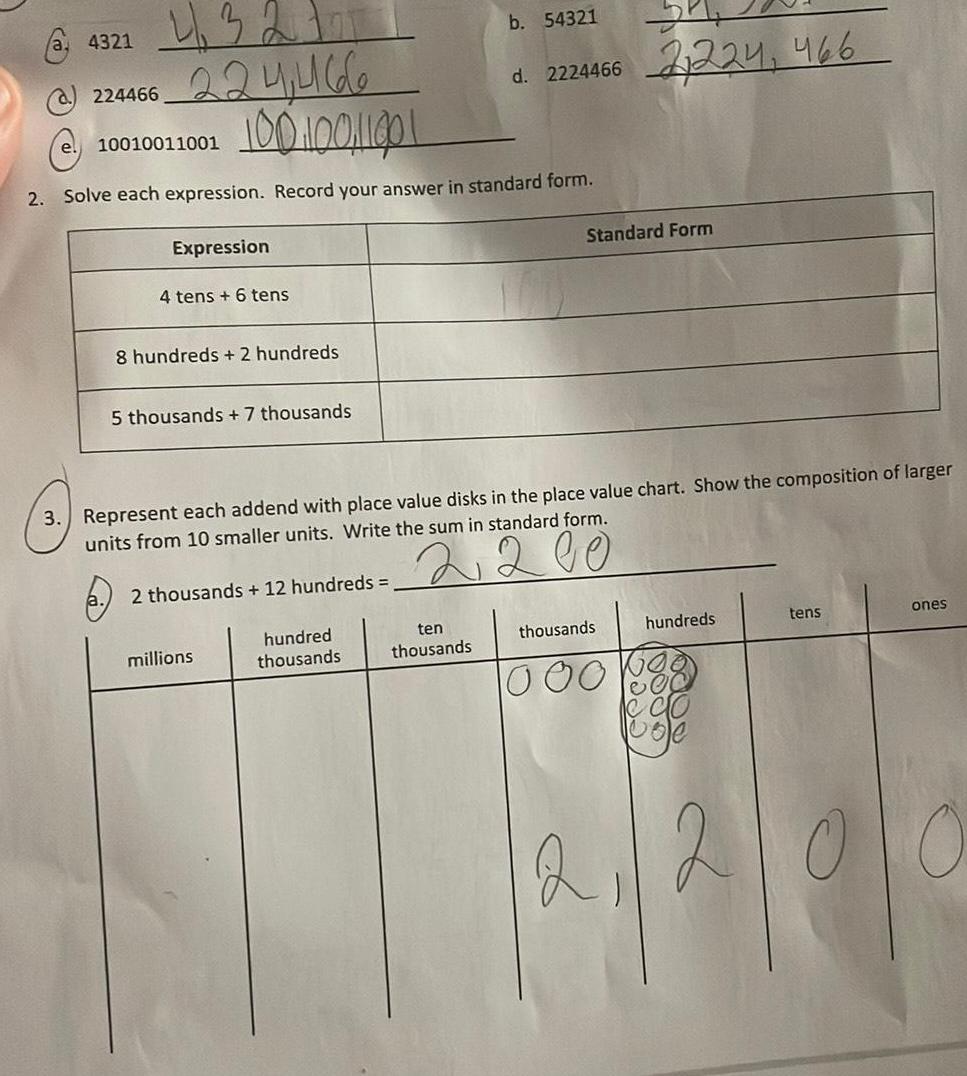 a. 4321 4,321
b. 54321 54,
c. 224466 224,466
d. 2224466 2,224,466
e. 10010011001 100,100,11001
2. Solve each expression. Record your answer in standard form.
Expression Standard Form
4 tens + 6 tens
8 hundreds + 2 hundreds
5 thousands + 7 thousands
3. Represent each addend with place value disks in the place value chart. Show the composition of larger
units from 10 smaller units. Write the sum in standard form.
a. 2 thousands + 12 hundreds = 2,200
millions hundred thousands ten thousands thousands hundreds tens ones
2, 2 0 0